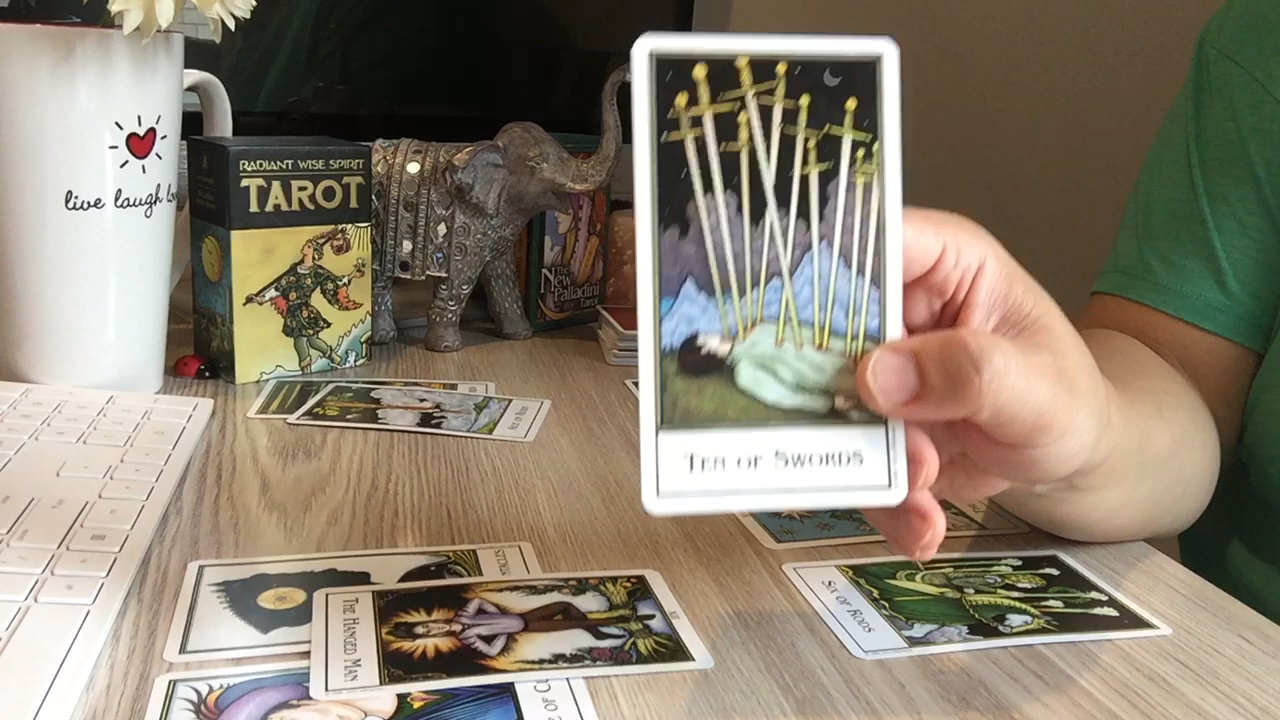 live laugh lo
RADIANT WISE SPIRIT
TAROT
The
New
Palladini
Tarot
TEN OF SWORDS
THE HANGED MAN
XII
SIX OF RODS